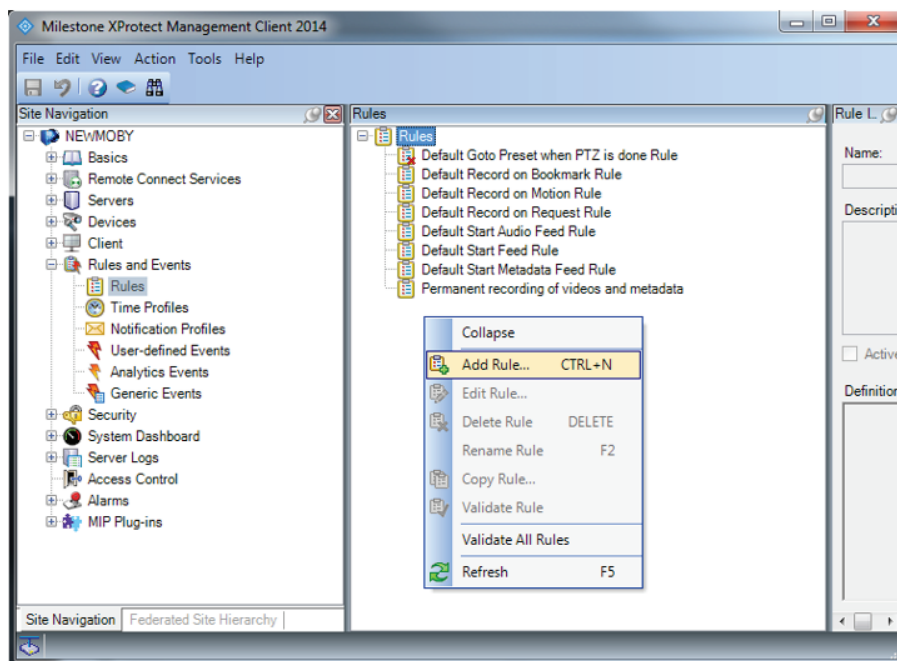 Milestone XProtect Management Client 2014
File Edit View Action Tools Help
Site Navigation
NEWMOBY
Basics
Remote Connect Services
Servers
Devices
Client
Rules and Events
Rules
Time Profiles
Notification Profiles
User-defined Events
Analytics Events
Generic Events
Security
System Dashboard
Server Logs
Access Control
Alarms
MIP Plug-ins
Site Navigation Federated Site Hierarchy
Rules
Rules
Default Goto Preset when PTZ is done Rule
Default Record on Bookmark Rule
Default Record on Motion Rule
Default Record on Request Rule
Default Start Audio Feed Rule
Default Start Feed Rule
Default Start Metadata Feed Rule
Permanent recording of videos and metadata
Collapse
Add Rule... CTRL+N
Edit Rule...
Delete Rule DELETE
Rename Rule F2
Copy Rule...
Validate Rule
Validate All Rules
Refresh F5
Rule I...
Name:
Descripti
Active
Definition